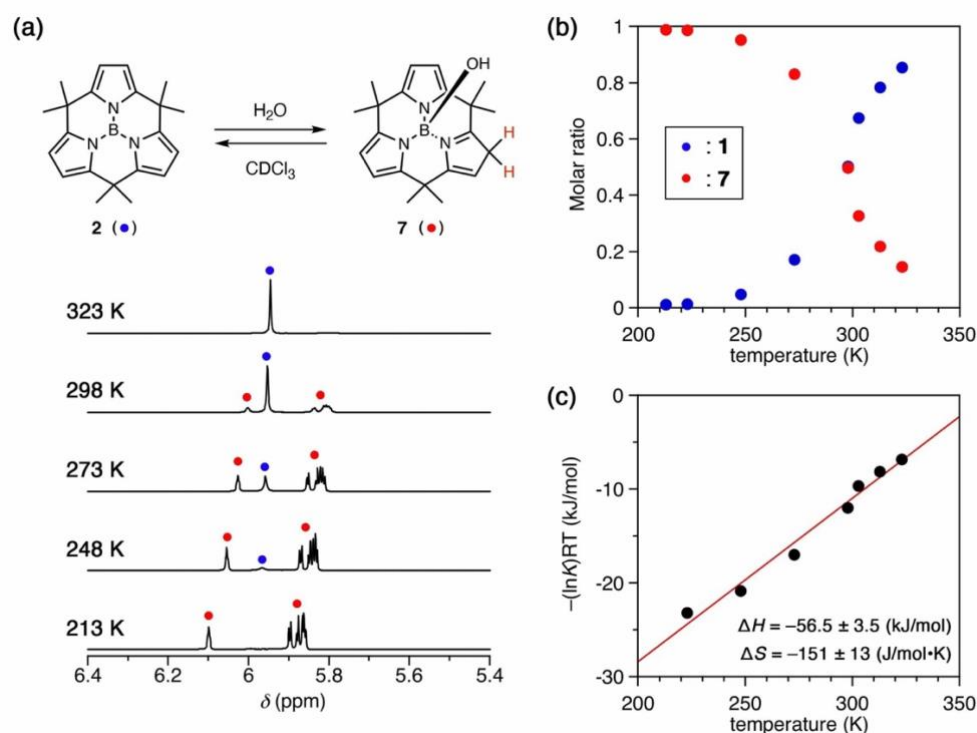 (a)
OH
N
B
N
N
H₂O
CDCl₃
N
B
N
N
H
H
2 (●)
7 (●)
323 K
298 K
273 K
248 K
213 K
6.4
6.2
6
5.8
5.6
5.4
δ (ppm)
(b)
1
0.8
0.6
0.4
0.2
0
Molar ratio
● : 1
● : 7
200
250
300
350
temperature (K)
(c)
-0
-10
-20
-30
−(lnK)RT (kJ/mol)
ΔH = −56.5 ± 3.5 (kJ/mol)
ΔS = −151 ± 13 (J/mol•K)
200
250
300
350
temperature (K)